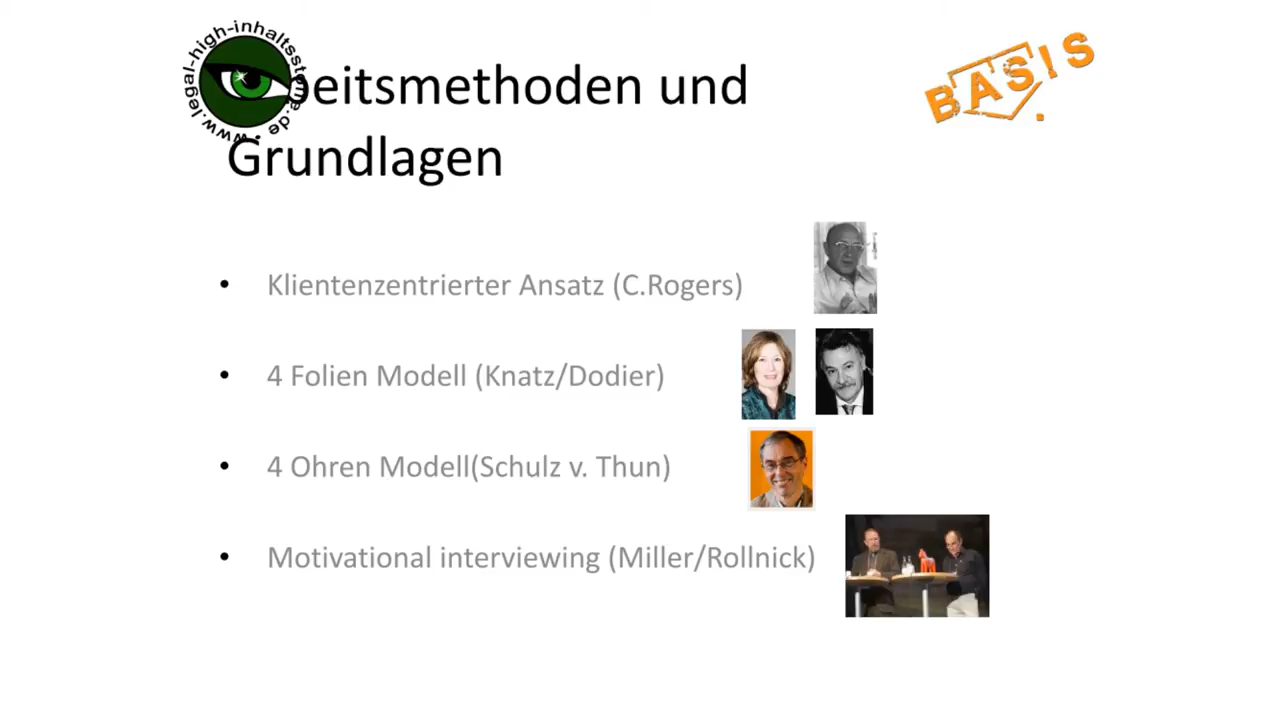 www.legal-high-inhaltsstoffe.de
BASIS
beitsmethoden und
Grundlagen
• Klientenzentrierter Ansatz (C.Rogers)
• 4 Folien Modell (Knatz/Dodier)
• 4 Ohren Modell(Schulz v. Thun)
• Motivational interviewing (Miller/Rollnick)